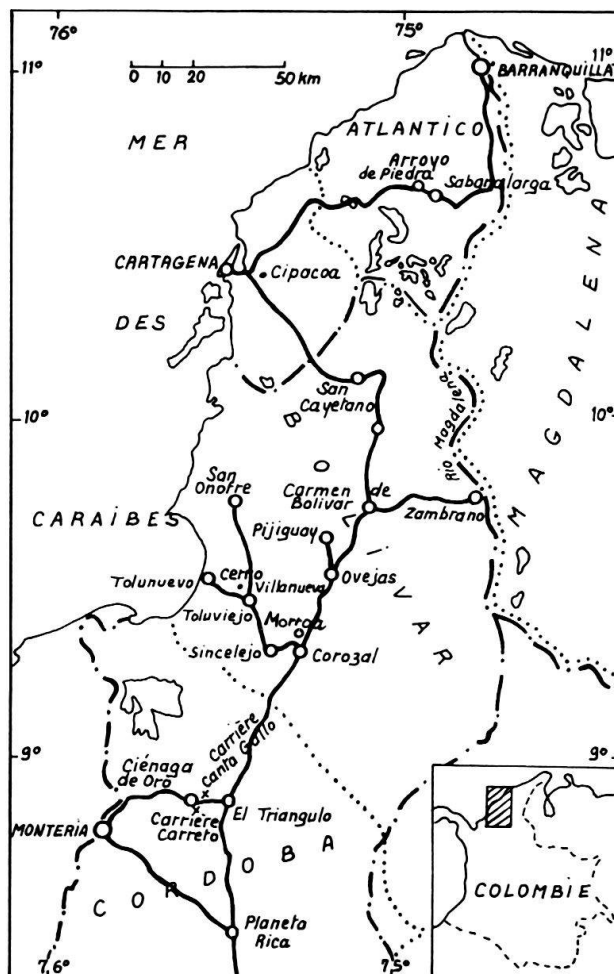 76°
75°
11°
11°
0 10 20 50 km
BARRANQUILLA
MER
ATLANTICO
Arroyo
de Piedra
Sabanalarga
CARTAGENA
Cipacoa
DES
MAGDALENA
San
Cayetano
10°
10°
Rio Magdalena
BOLIVAR
San
Onofre
Carmen de
Bolivar
Zambrano
CARAÏBES
Pijiguay
Tolunuevo
Cerro
Villanueva
Ovejas
Toluviejo
Morroa
Sincelejo
Corozal
9°
9°
Carrière
Canta Gallo
Ciénaga
de Oro
El Triangulo
Carrière
Carreto
MONTERIA
CORDOBA
COLOMBIE
Planeta
Rica
76°
75°